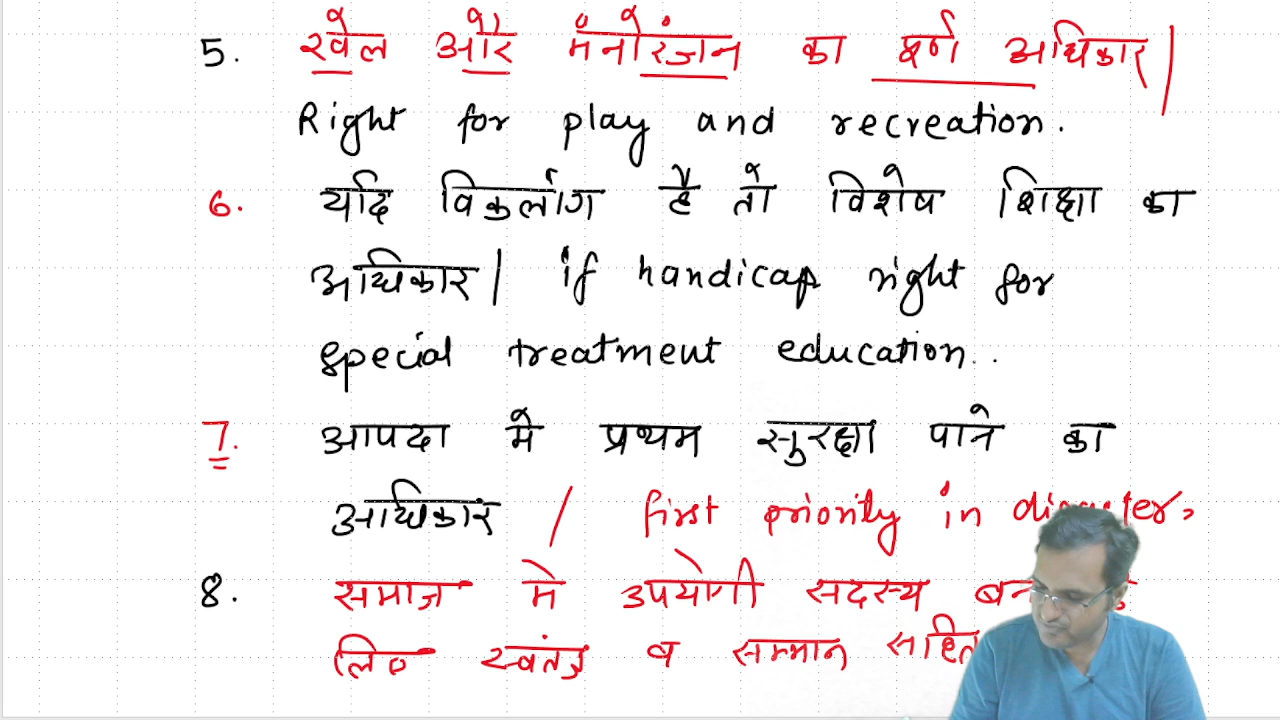 5. खेल और मनोरंजन का पूर्ण अधिकार|
Right for play and recreation.
6. यदि विकलांग है तो विशेष शिक्षा का
अधिकार| if handicap right for
special treatment education..
7. आपदा मे प्रथम सुरक्षा पाने का
अधिकार / first priority in disaster,
8. समाज मे उपयोगी सदस्य
लिए स्वतंत्र व सम्मान सहित